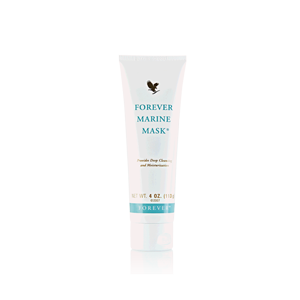 FOREVER
MARINE
MASK®
Provides Deep Cleansing
and Moisturization
NET WT. 4 OZ.
FOREVER